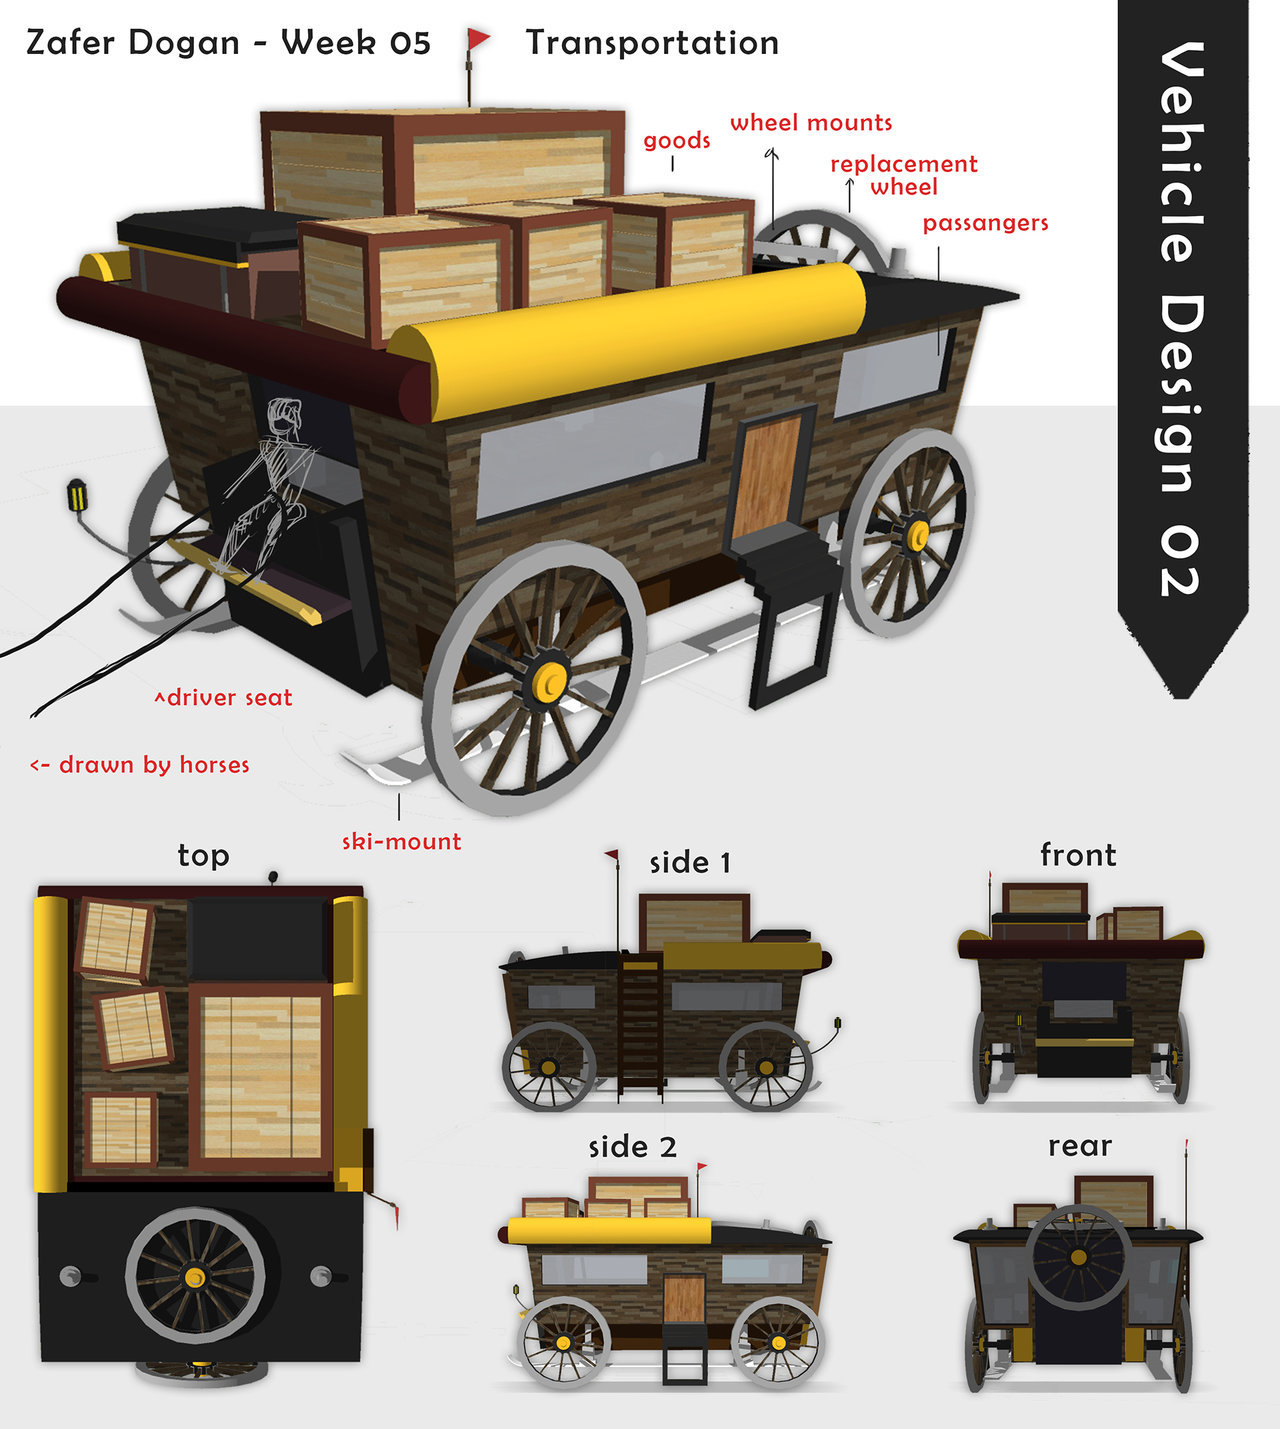 Zafer Dogan - Week 05
Transportation
Vehicle Design 02
goods
wheel mounts
replacement
wheel
passangers
^driver seat
<- drawn by horses
ski-mount
top
side 1
front
side 2
rear